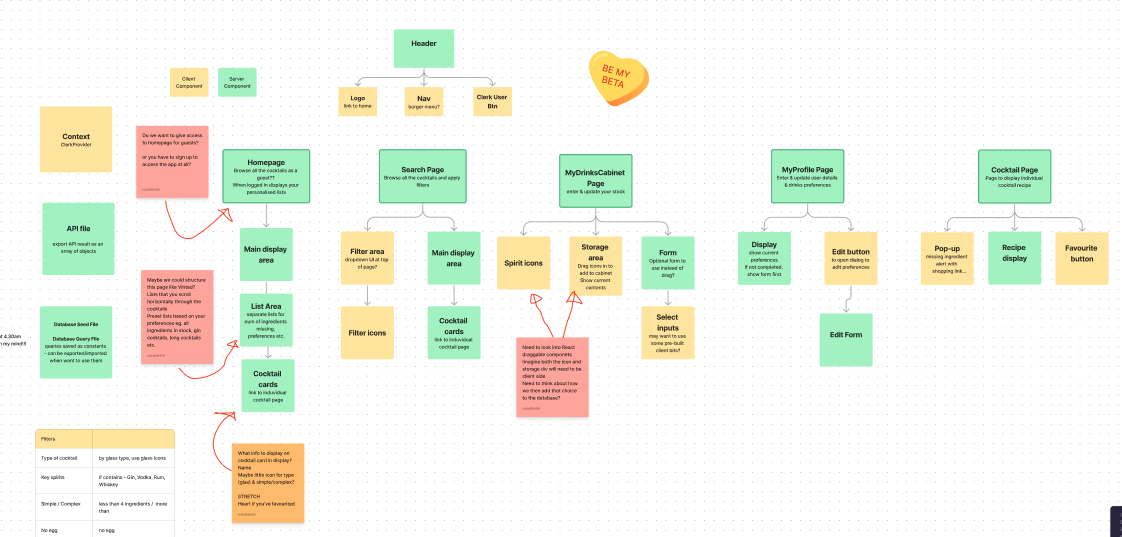 Header
BE MY
BETA
Client
Component
Server
Component
Logo
link to home
Nav
burger menu?
Clerk User
Btn
Context
ClerkProvider
Do we want to give access
to homepage for guests?
or you have to sign up to
access the app at all?
Homepage
Browse all the cocktails as a
guest??
When logged in displays your
personalised lists
Search Page
Browse all the cocktails and apply
filters
MyDrinksCabinet
Page
enter & update your stock
MyProfile Page
Enter & update user details
& drinks preferences
Cocktail Page
Page to display individual
cocktail recipe
API file
export API result as an
array of objects
Main display
area
Filter area
dropdown UI at top
of page?
Main display
area
Spirit icons
Storage
area
Drag icons in to
add to cabinet
Show current
contents
Form
Optional form to
use instead of
drag?
Display
show current
preferences
If not completed,
show form first
Edit button
to open dialog to
edit preferences
Pop-up
missing ingredient
alert with
shopping link...
Recipe
display
Favourite
button
Maybe we could structure
this page like Vinted?
Lists that you scroll
horizontally through the
cocktails
Preset lists based on your
preferences eg. all
ingredients in stock, gin
cocktails, long cocktails
etc.
List Area
separate lists for
num of ingredients
missing,
preferences etc.
Filter icons
Cocktail
cards
link to individual
cocktail page
Select
inputs
may want to use
some pre-built
client bits?
Edit Form
Database Seed File
Database Query File
queries saved as constants
- can be exported/imported
when want to use them
t 4.30am
n my mind!!
Need to look into React
draggable componets
Imagine both the icon and
storage div will need to be
client side
Need to think about how
we then add that choice
to the database?
Cocktail
cards
link to induvidual
cocktail page
What info to display on
cocktail card in display?
Name
Maybe little icon for type
(glas) & simple/complex?
STRETCH
Heart if you've favourited
Filters
Type of cocktail
by glass type, use glass icons
Key spirits
if contains - Gin, Vodka, Rum,
Whiskey
Simple / Complex
less than 4 ingredients / more
than
No egg
no egg